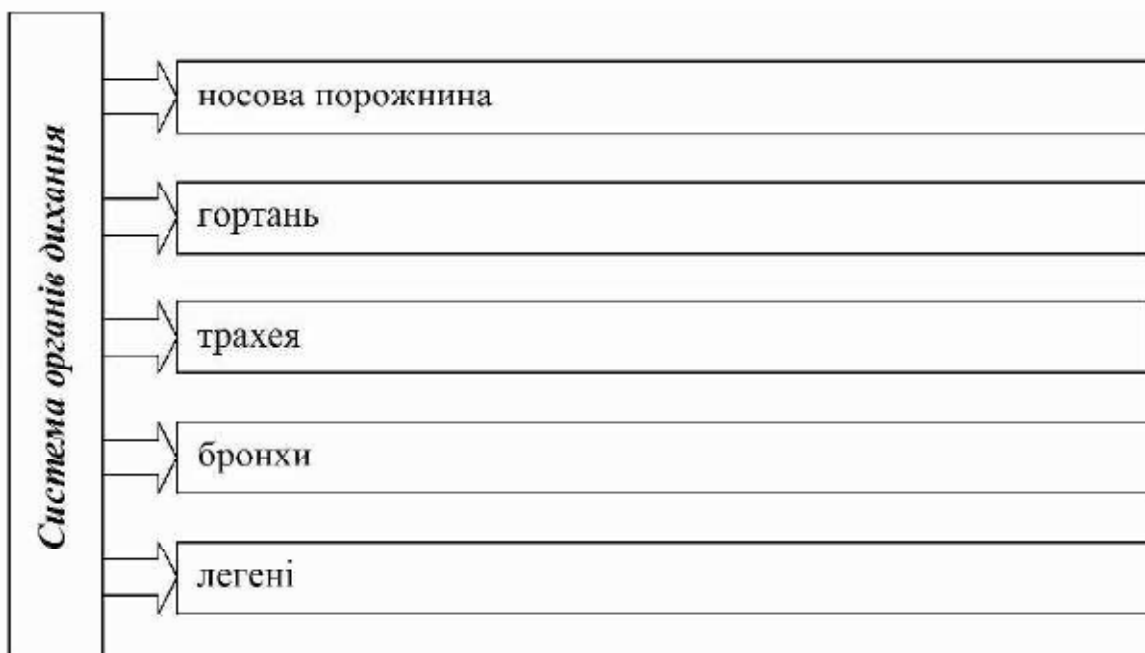 Система органів дихання
носова порожнина
гортань
трахея
бронхи
легені